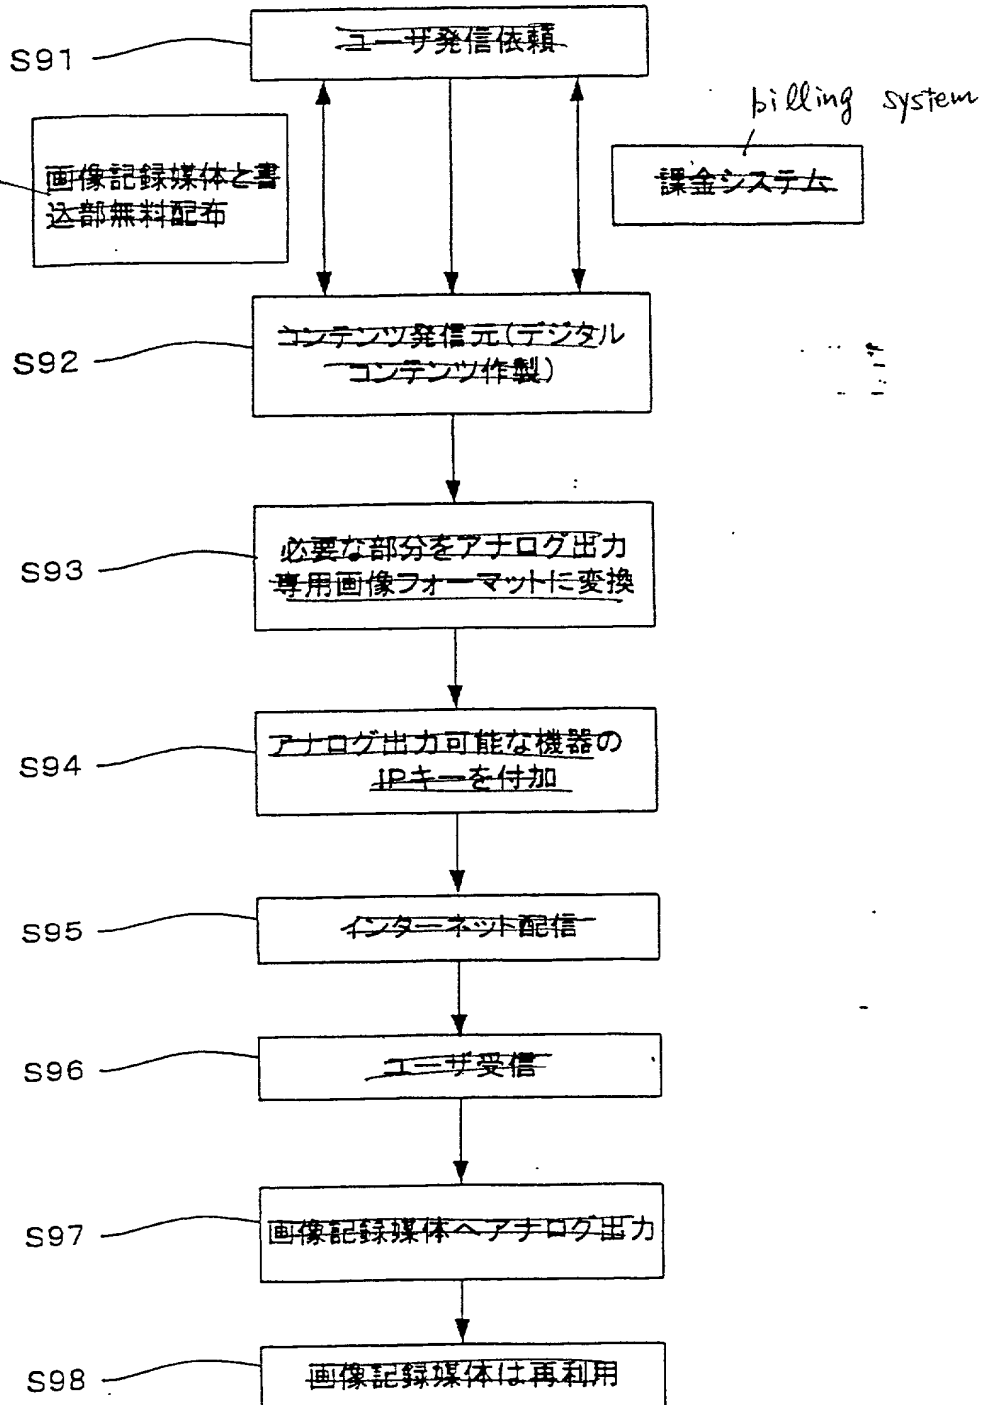 S91
ユーザ発信依頼
billing system
画像記録媒体と書
込部無料配布
課金システム
S92
コンテンツ発信元(デジタル
コンテンツ作製)
S93
必要な部分をアナログ出力
専用画像フォーマットに変換
S94
アナログ出力可能な機器の
IPキーを付加
S95
インターネット配信
S96
ユーザ受信
S97
画像記録媒体へアナログ出力
S98
画像記録媒体は再利用